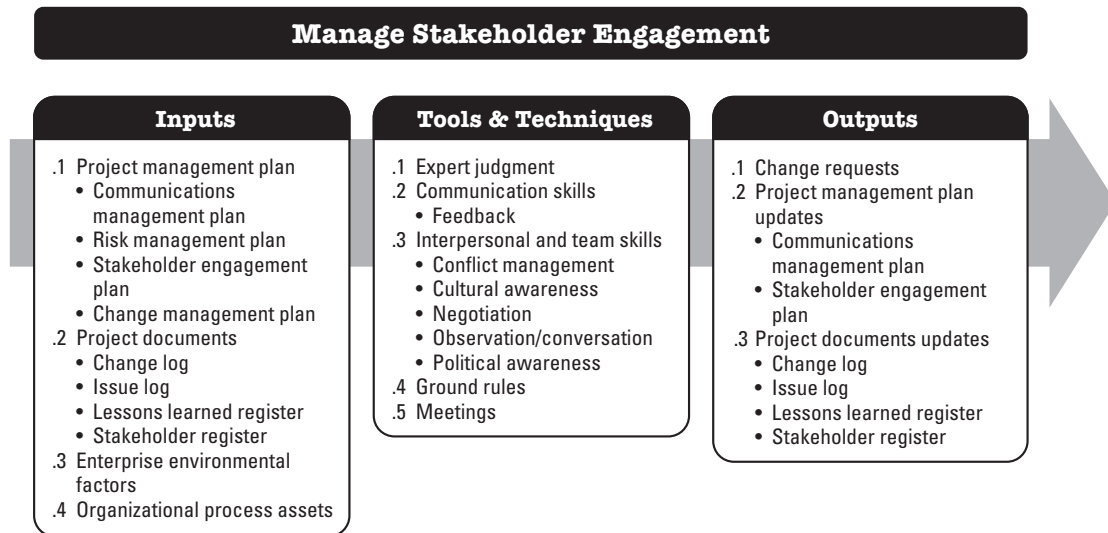 Manage Stakeholder Engagement
Inputs
.1 Project management plan
• Communications
management plan
• Risk management plan
• Stakeholder engagement
plan
• Change management plan
.2 Project documents
• Change log
• Issue log
• Lessons learned register
• Stakeholder register
.3 Enterprise environmental
factors
.4 Organizational process assets
Tools & Techniques
.1 Expert judgment
.2 Communication skills
• Feedback
.3 Interpersonal and team skills
• Conflict management
• Cultural awareness
• Negotiation
• Observation/conversation
• Political awareness
.4 Ground rules
.5 Meetings
Outputs
.1 Change requests
.2 Project management plan
updates
• Communications
management plan
• Stakeholder engagement
plan
.3 Project documents updates
• Change log
• Issue log
• Lessons learned register
• Stakeholder register